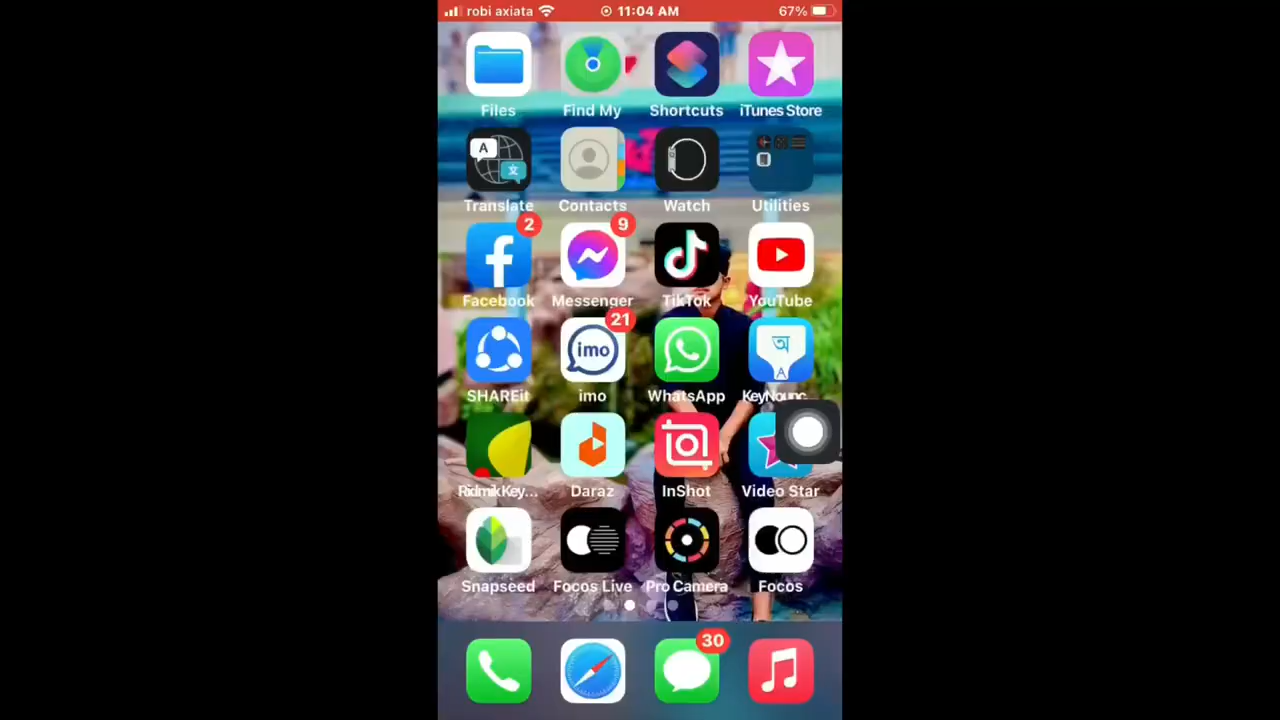 robi axiata 11:04 AM 67%
Files Find My Shortcuts iTunes Store
A 文
Translate Contacts Watch Utilities
2 9
Facebook Messenger TikTok YouTube
21
imo অ A
SHAREit imo WhatsApp
RidmikKey... Daraz InShot Video Star
Snapseed Focos Live Pro Camera Focos
30